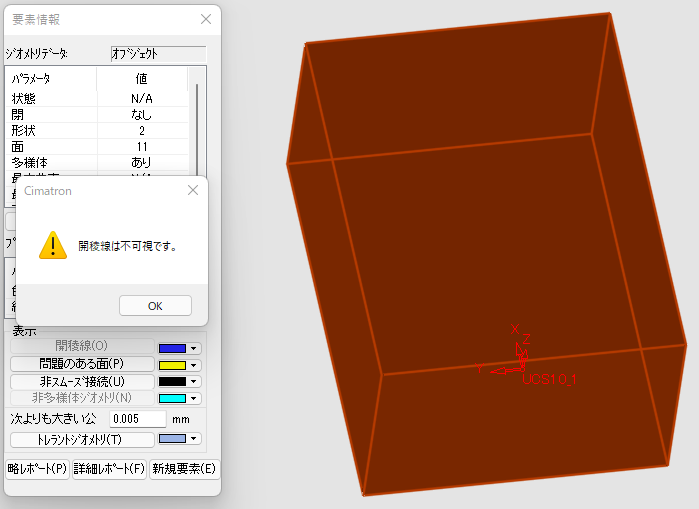 要素情報
ｼﾞｵﾒﾄﾘﾃﾞｰﾀ: ｵﾌﾞｼﾞｪｸﾄ
ﾊﾟﾗﾒｰﾀ 値
状態 N/A
閉 なし
形状 2
面 11
多様体 あり
Cimatron
開稜線は不可視です。
OK
表示
開稜線(O)
問題のある面(P)
非ｽﾑｰｽﾞ接続(U)
非多様体ｼﾞｵﾒﾄﾘ(N)
次よりも大きい公 0.005 mm
ﾄﾚﾗﾝﾄｼﾞｵﾒﾄﾘ(T)
略ﾚﾎﾟｰﾄ(P) 詳細ﾚﾎﾟｰﾄ(F) 新規要素(E)
X
Z
Y
UCS10_1